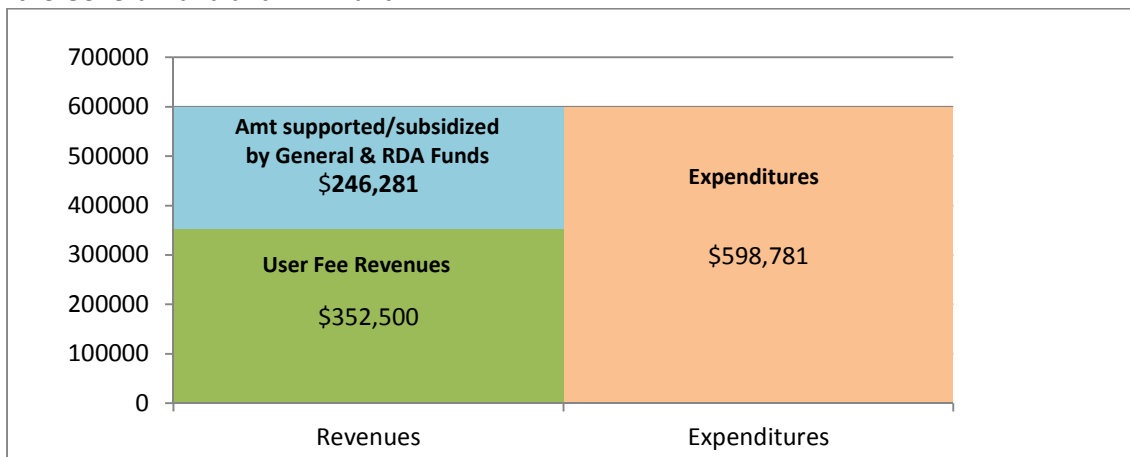 700000
600000
500000
400000
300000
200000
100000
0
Amt supported/subsidized
by General & RDA Funds
$246,281
User Fee Revenues
$352,500
Expenditures
$598,781
Revenues
Expenditures